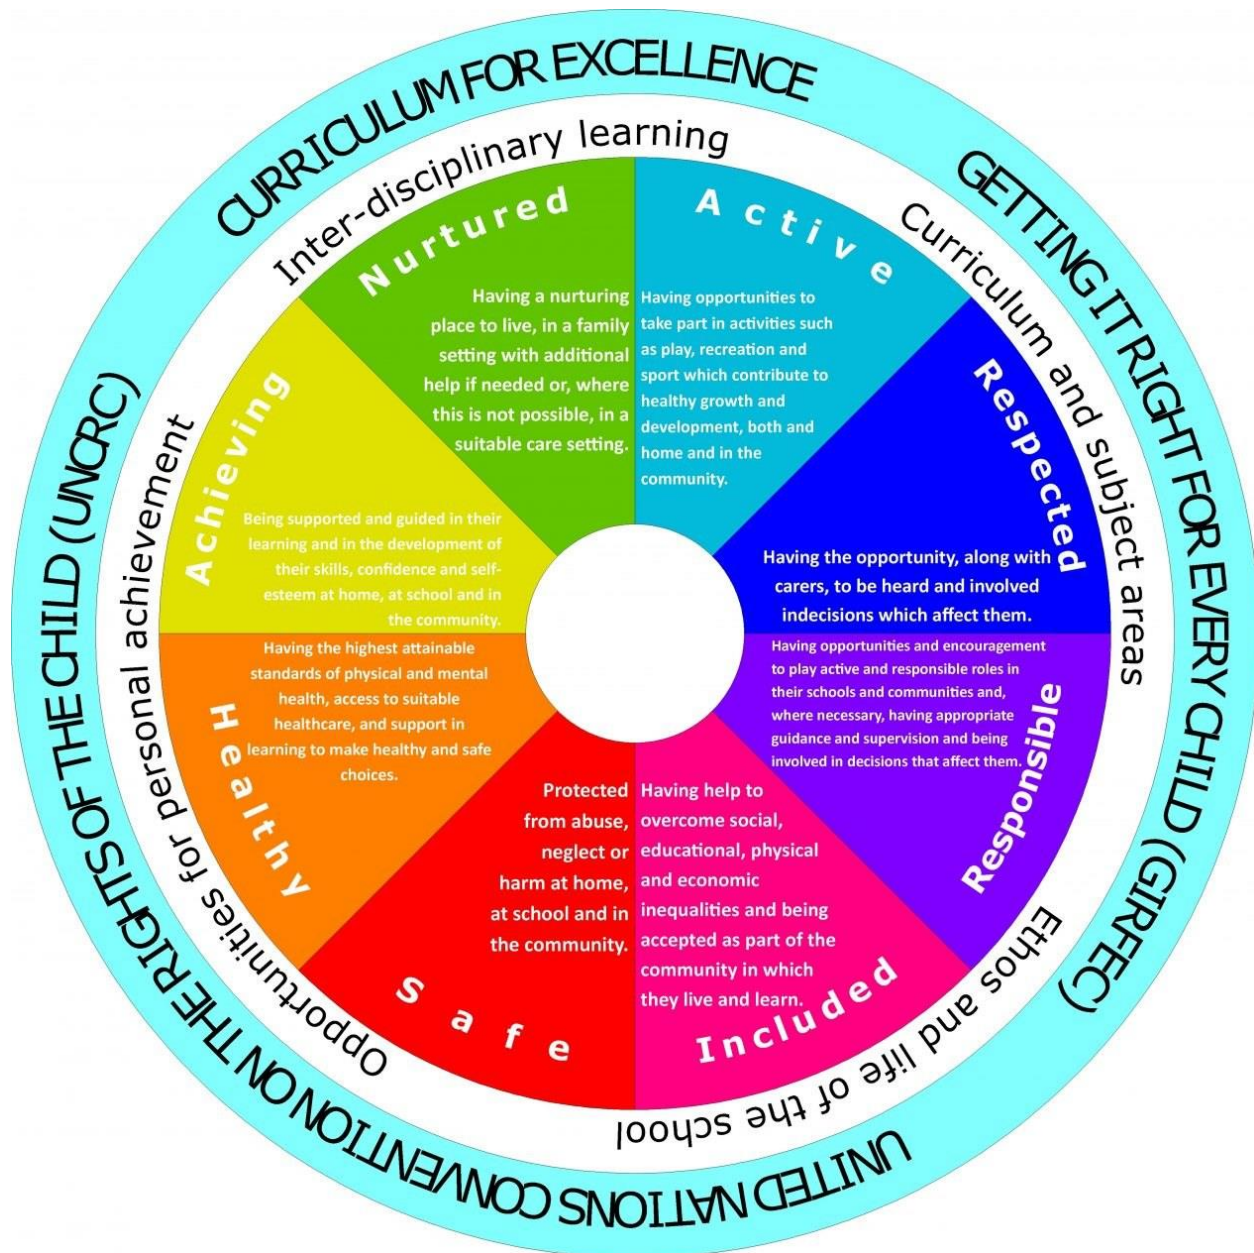 CURRICULUM FOR EXCELLENCE
GETTING IT RIGHT FOR EVERY CHILD (GIRFEC)
UNITED NATIONS CONVENTION ON THE RIGHTS OF THE CHILD (UNCRC)
Inter-disciplinary learning
Curriculum and subject areas
Ethos and life of the school
Opportunities for personal achievement
Nurtured
Having a nurturing
place to live, in a family
setting with additional
help if needed or, where
this is not possible, in a
suitable care setting.
Active
Having opportunities to
take part in activities such
as play, recreation and
sport which contribute to
healthy growth and
development, both and
home and in the
community.
Respected
Having the opportunity, along with
carers, to be heard and involved
indecisions which affect them.
Responsible
Having opportunities and encouragement
to play active and responsible roles in
their schools and communities and,
where necessary, having appropriate
guidance and supervision and being
involved in decisions that affect them.
Included
Having help to
overcome social,
educational, physical
and economic
inequalities and being
accepted as part of the
community in which
they live and learn.
Safe
Protected
from abuse,
neglect or
harm at home,
at school and in
the community.
Healthy
Having the highest attainable
standards of physical and mental
health, access to suitable
healthcare, and support in
learning to make healthy and safe
choices.
Achieving
Being supported and guided in their
learning and in the development of
their skills, confidence and self-
esteem at home, at school and in
the community.